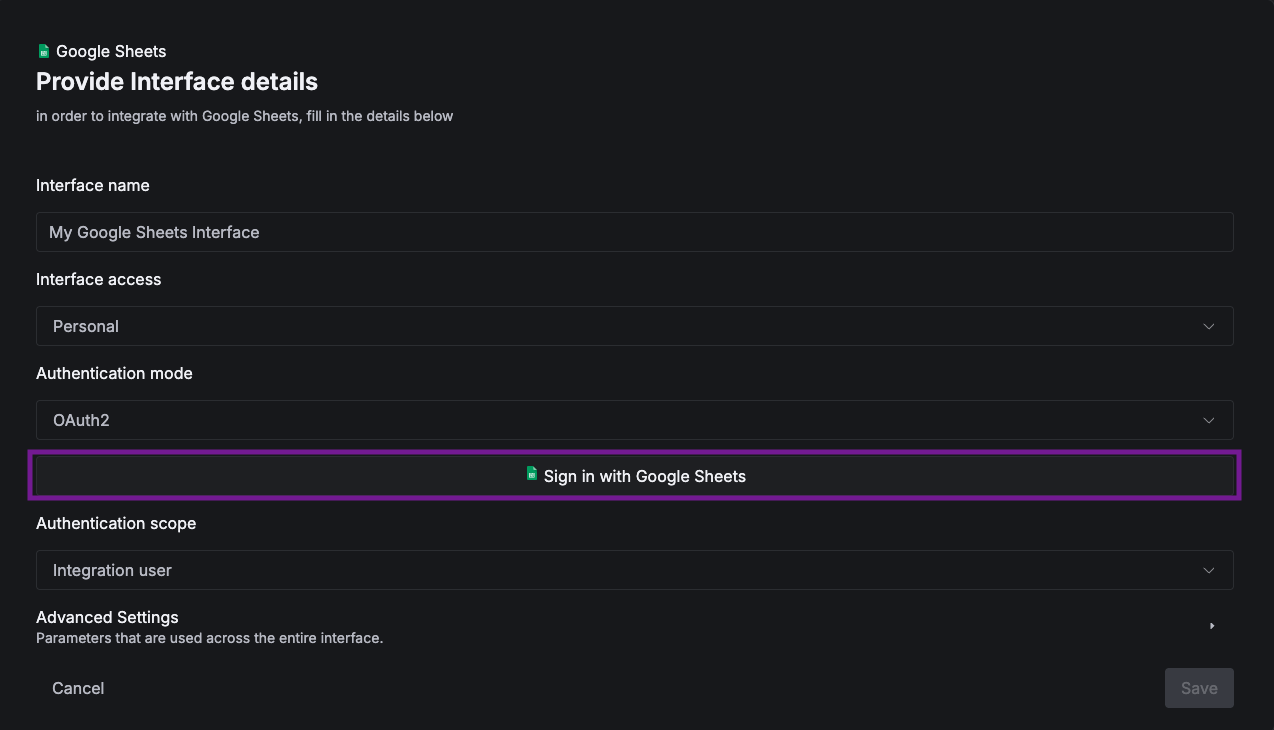 Google Sheets
Provide Interface details
in order to integrate with Google Sheets, fill in the details below
Interface name
My Google Sheets Interface
Interface access
Personal
Authentication mode
OAuth2
Sign in with Google Sheets
Authentication scope
Integration user
Advanced Settings
Parameters that are used across the entire interface.
Cancel
Save